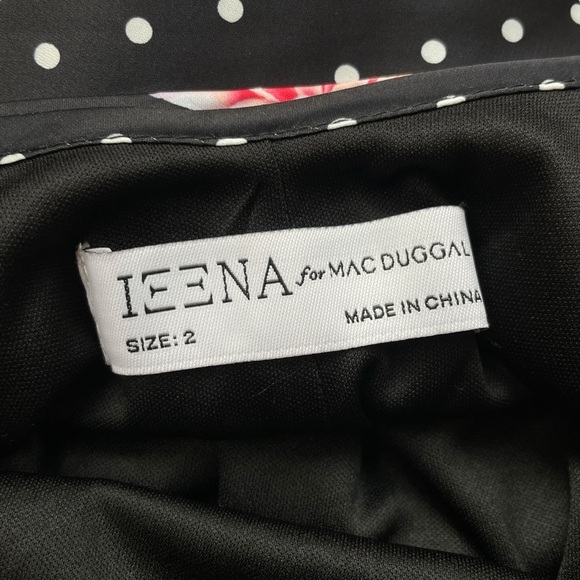 IEENA for MAC DUGGAL
SIZE: 2
MADE IN CHINA